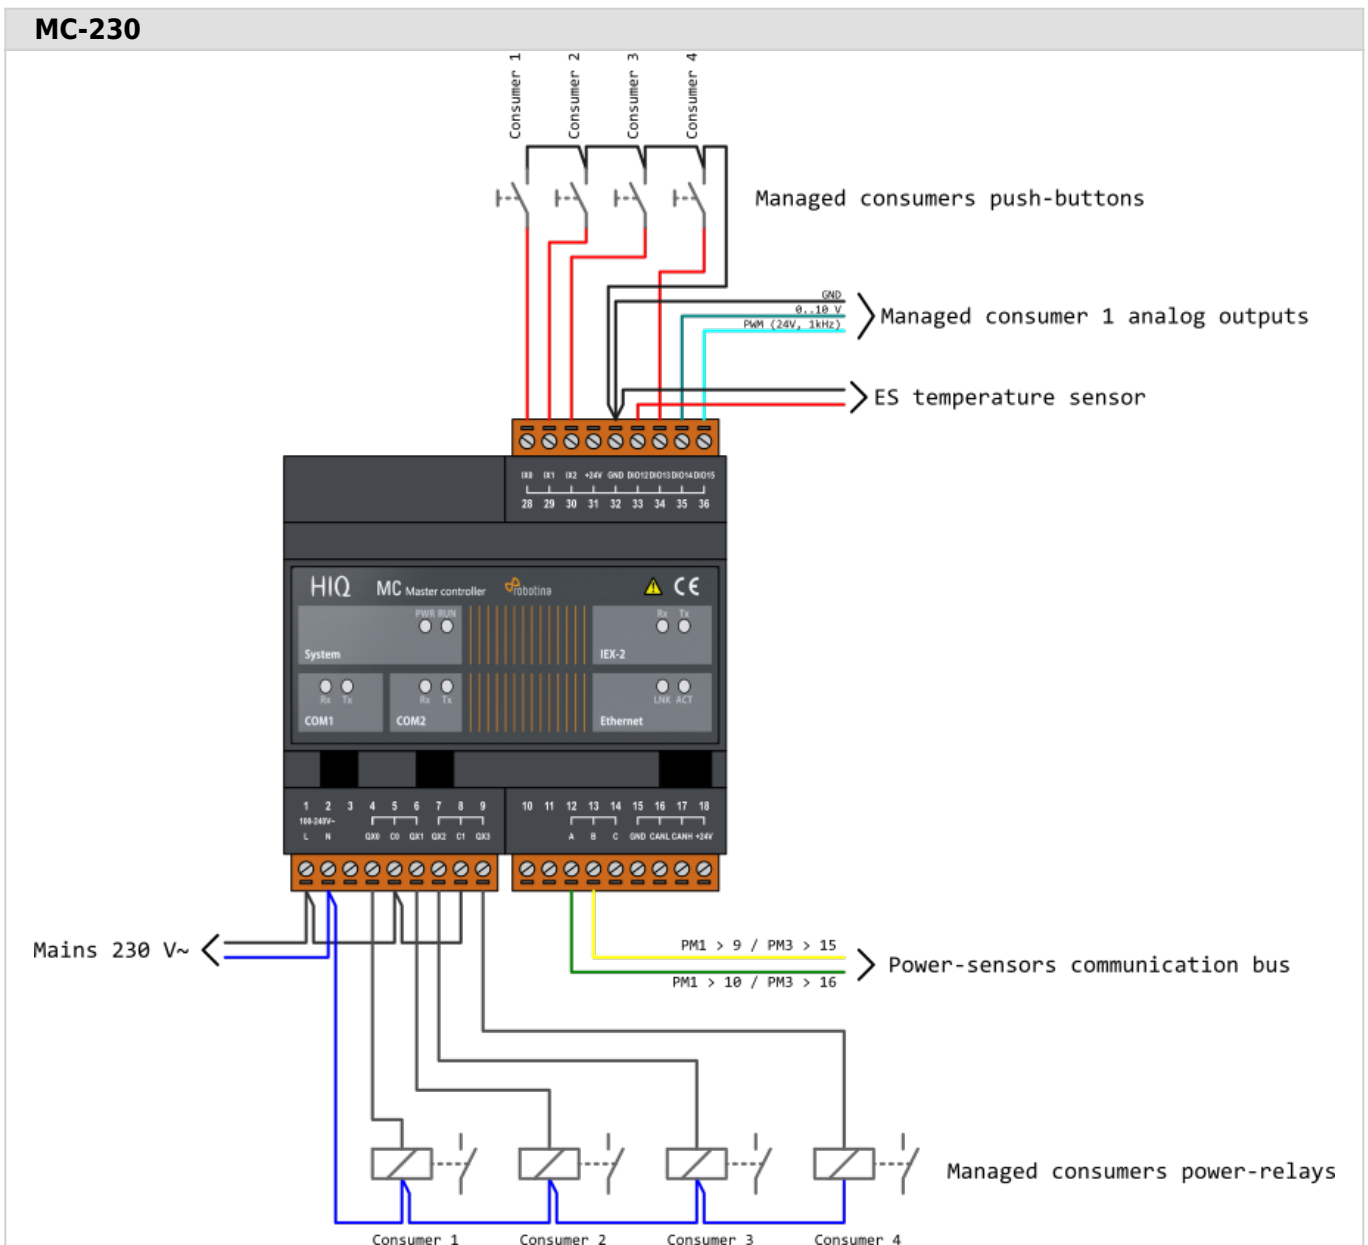 MC-230
Consumer 1
Consumer 2
Consumer 3
Consumer 4
Managed consumers push-buttons
GND
0..10 V
PWM (24V, 1kHz)
Managed consumer 1 analog outputs
ES temperature sensor
IX0 IX1 IX2 +24V GND DIO12 DIO13 DIO14 DIO15
28 29 30 31 32 33 34 35 36
HIQ MC Master controller robotina CE
PWR RUN
Rx Tx
System
IEX-2
Rx Tx
Rx Tx
LNK ACT
COM1
COM2
Ethernet
1 2 3 4 5 6 7 8 9 10 11 12 13 14 15 16 17 18
100-240V~
L N QX0 C0 QX1 QX2 C1 QX3 A B C GND CANL CANH +24V
Mains 230 V~
PM1 > 9 / PM3 > 15
Power-sensors communication bus
PM1 > 10 / PM3 > 16
Managed consumers power-relays
Consumer 1
Consumer 2
Consumer 3
Consumer 4